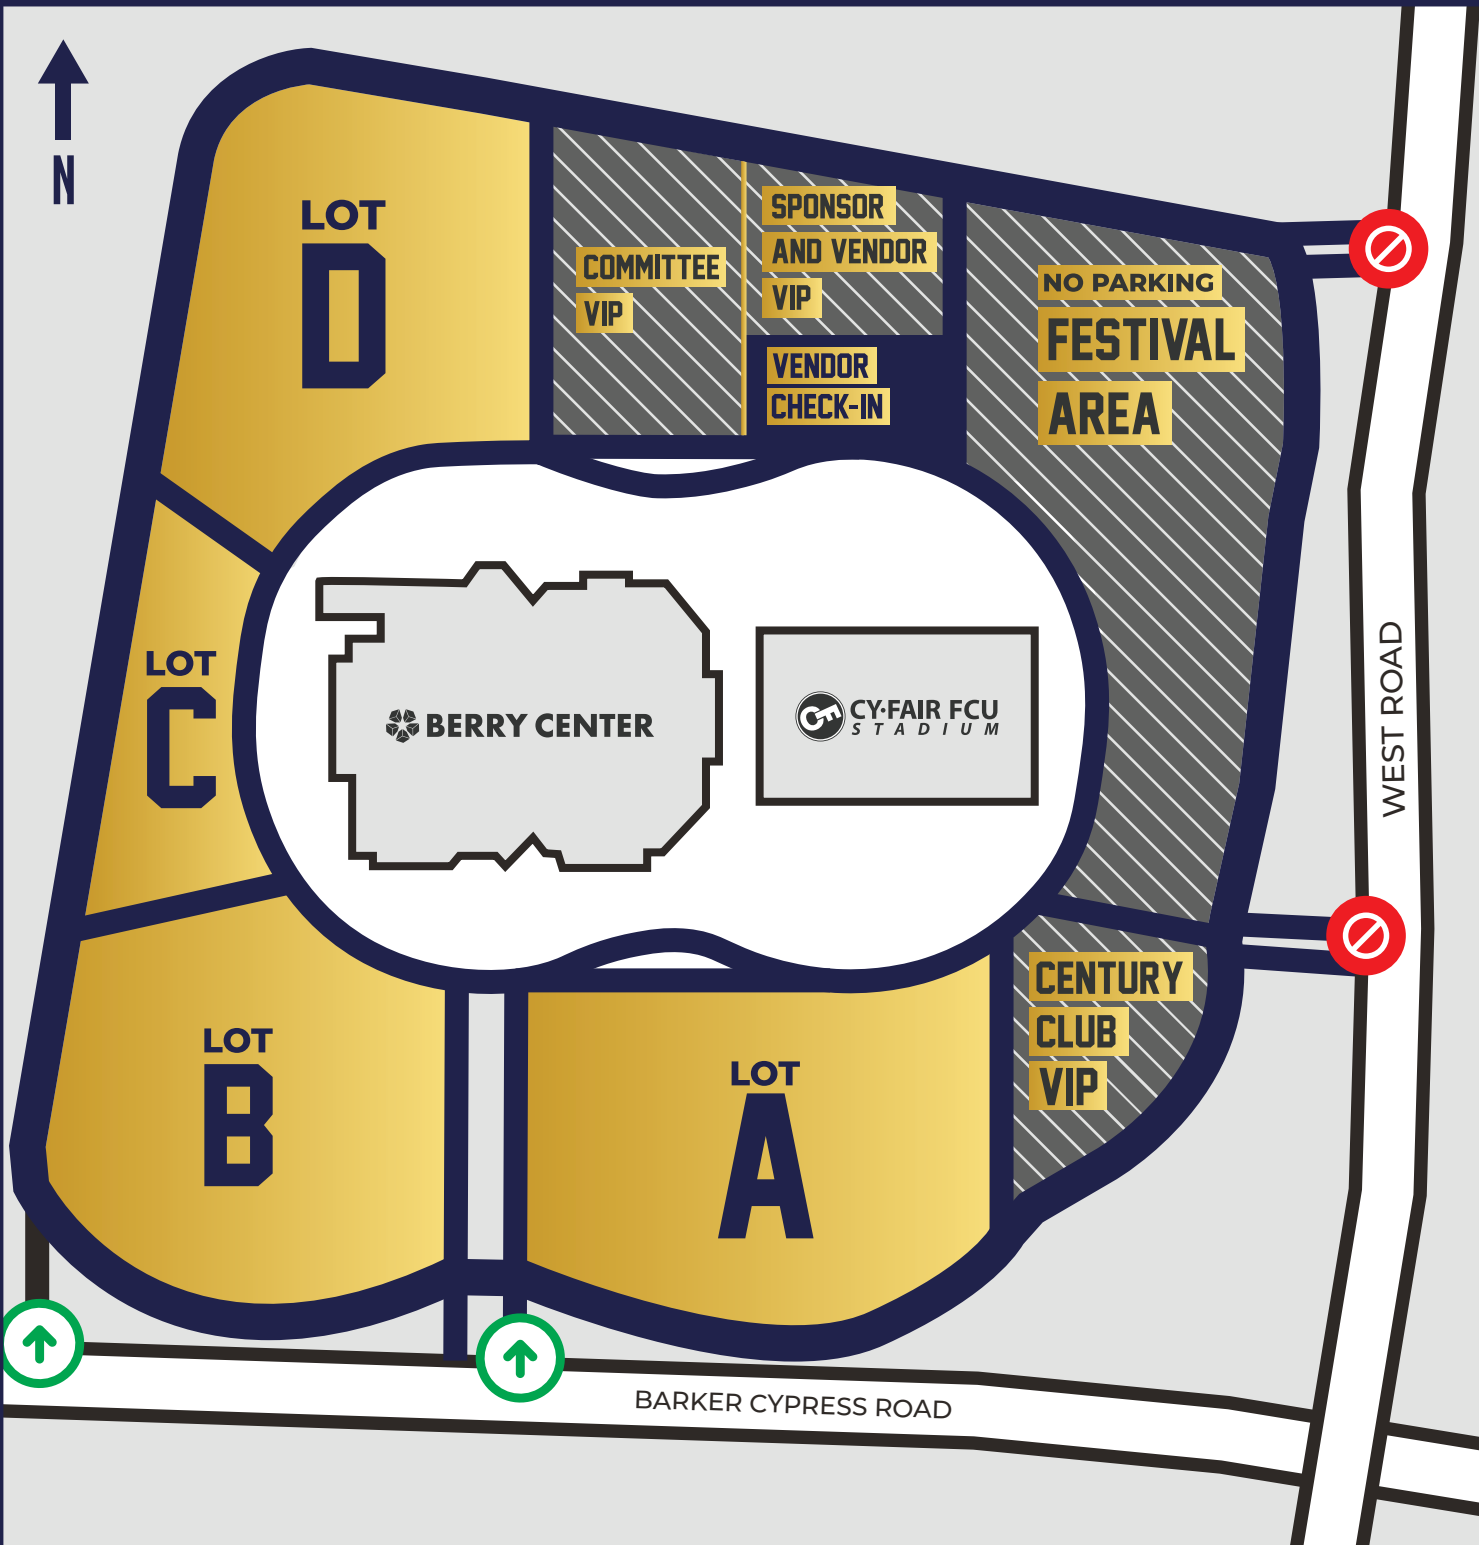 N
LOT
D
COMMITTEE
VIP
SPONSOR
AND VENDOR
VIP
VENDOR
CHECK-IN
NO PARKING
FESTIVAL
AREA
LOT
C
BERRY CENTER
CY·FAIR FCU
STADIUM
WEST ROAD
LOT
B
LOT
A
CENTURY
CLUB
VIP
BARKER CYPRESS ROAD